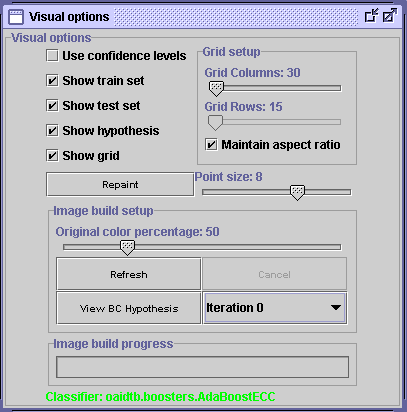 Visual options
Visual options
Use confidence levels
Show train set
Show test set
Show hypothesis
Show grid
Grid setup
Grid Columns: 30
Grid Rows: 15
Maintain aspect ratio
Repaint
Point size: 8
Image build setup
Original color percentage: 50
Refresh
Cancel
View BC Hypothesis
Iteration 0
Image build progress
Classifier: oaidtb.boosters.AdaBoostECC